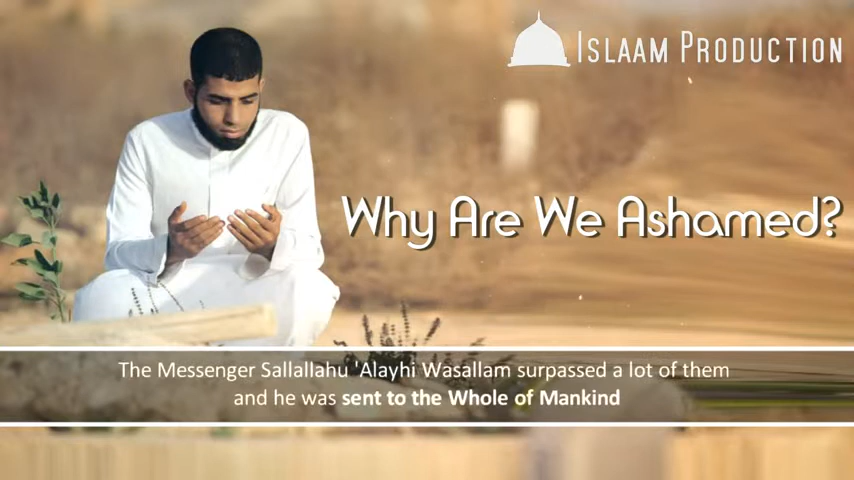 ISLAAM PRODUCTION
Why Are We Ashamed?
The Messenger Sallallahu 'Alayhi Wasallam surpassed a lot of them
and he was sent to the Whole of Mankind